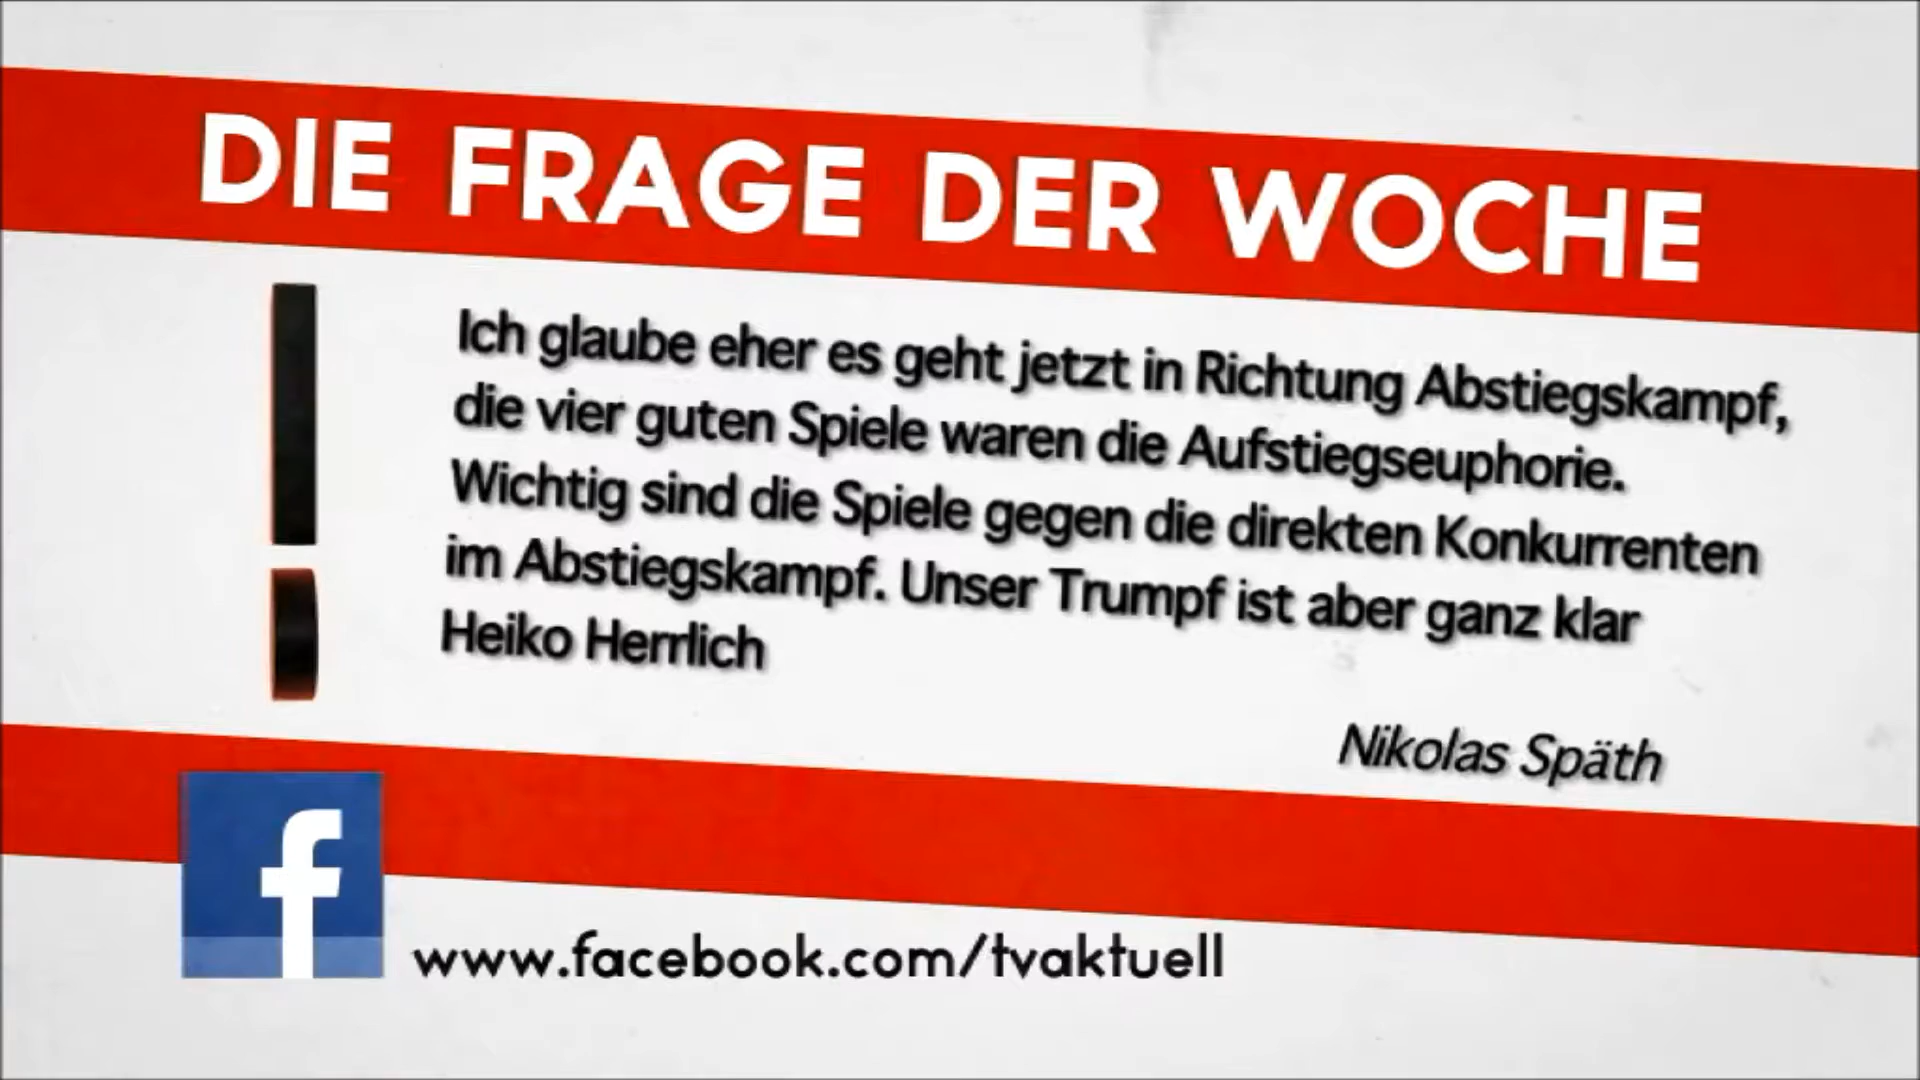 DIE FRAGE DER WOCHE
Ich glaube eher es geht jetzt in Richtung Abstiegskampf,
die vier guten Spiele waren die Aufstiegseuphorie.
Wichtig sind die Spiele gegen die direkten Konkurrenten
im Abstiegskampf. Unser Trumpf ist aber ganz klar
Heiko Herrlich
Nikolas Späth
f
www.facebook.com/tvaktuell